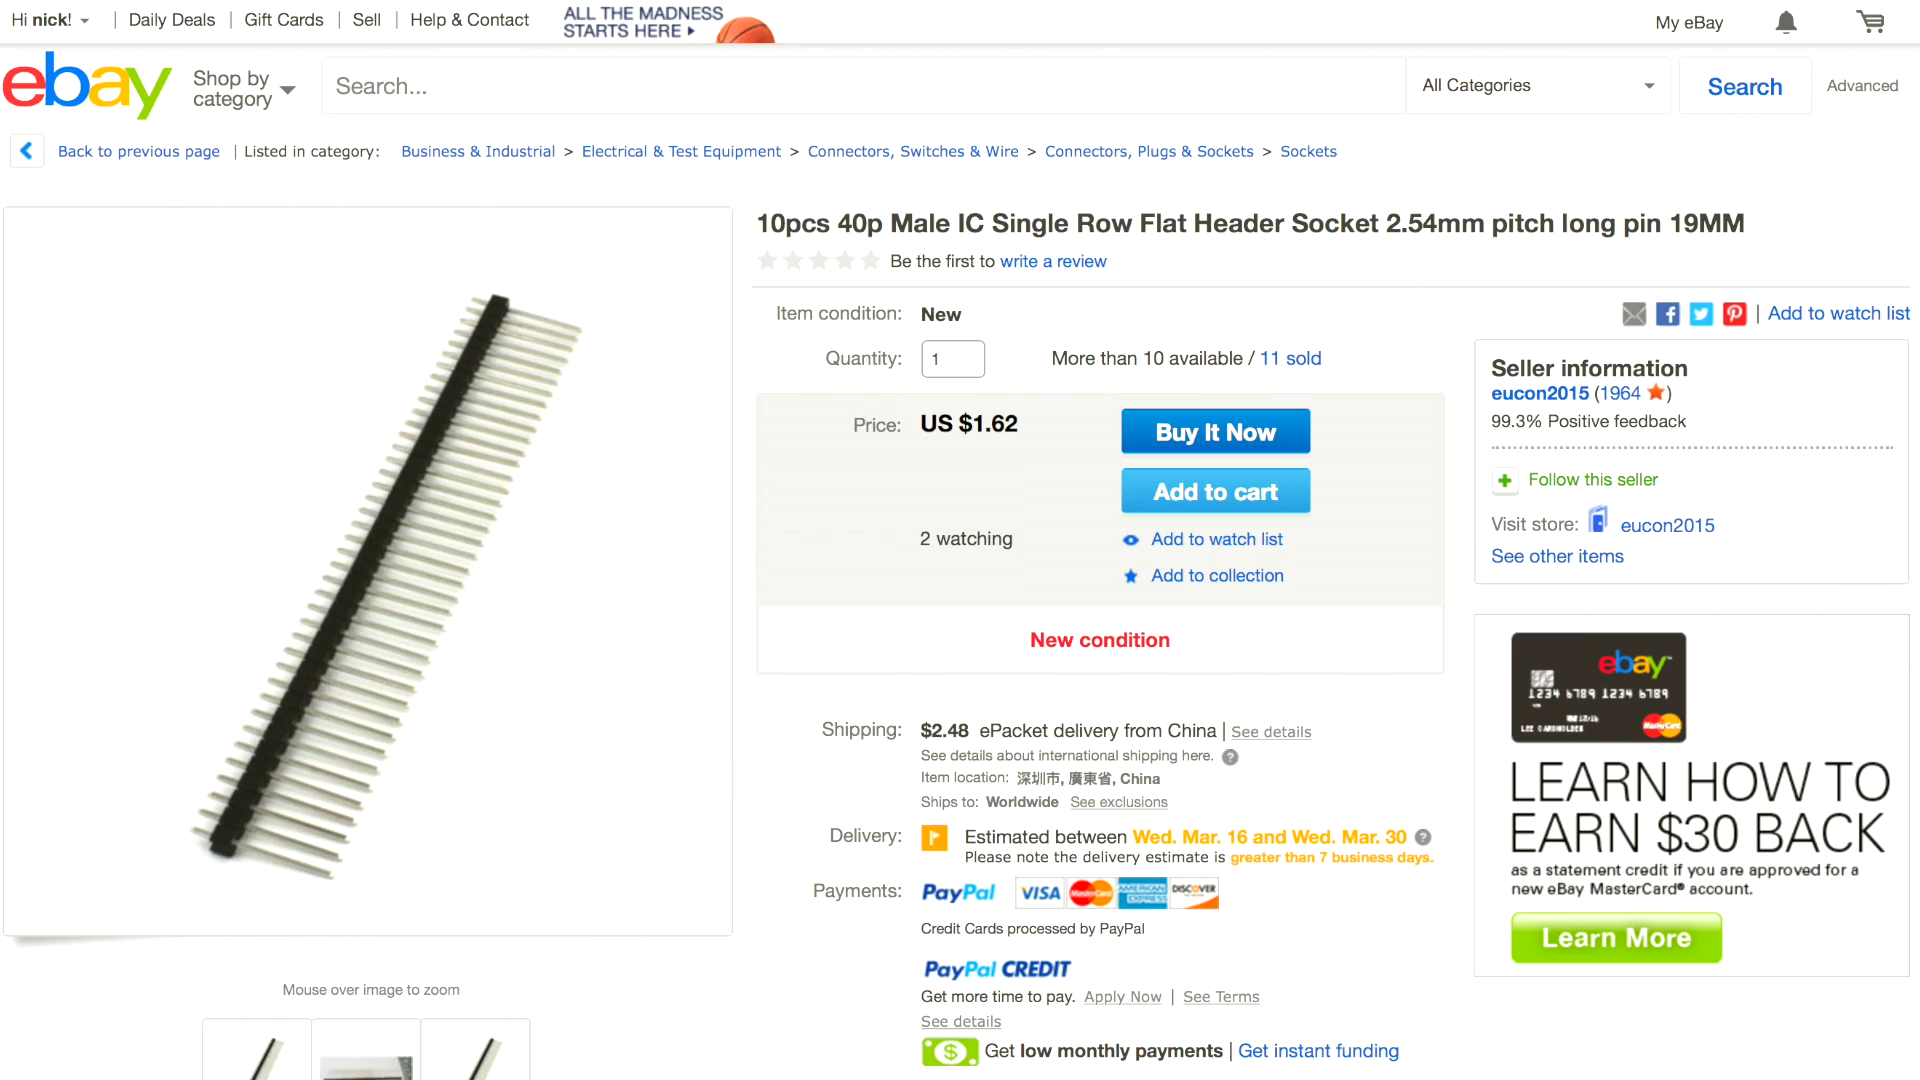 Hi nick! | Daily Deals | Gift Cards | Sell | Help & Contact
ALL THE MADNESS
STARTS HERE
My eBay
ebay
Shop by
category
Search...
All Categories
Search
Advanced
Back to previous page | Listed in category: Business & Industrial > Electrical & Test Equipment > Connectors, Switches & Wire > Connectors, Plugs & Sockets > Sockets
10pcs 40p Male IC Single Row Flat Header Socket 2.54mm pitch long pin 19MM
Be the first to write a review
Item condition: New
Quantity: 1 More than 10 available / 11 sold
Price: US $1.62
Buy It Now
Add to cart
2 watching
Add to watch list
Add to collection
New condition
Shipping: $2.48 ePacket delivery from China | See details
See details about international shipping here. ?
Item location: 深圳市, 廣東省, China
Ships to: Worldwide See exclusions
Delivery: Estimated between Wed. Mar. 16 and Wed. Mar. 30 ?
Please note the delivery estimate is greater than 7 business days.
Payments: PayPal VISA MasterCard AMERICAN EXPRESS DISCOVER
Credit Cards processed by PayPal
PayPal CREDIT
Get more time to pay. Apply Now | See Terms
See details
$ Get low monthly payments | Get instant funding
| Add to watch list
Seller information
eucon2015 (1964 ★)
99.3% Positive feedback
Follow this seller
Visit store: eucon2015
See other items
ebay™
1234 6789 1234 6789
LEE CARDHOLDER
MasterCard
LEARN HOW TO
EARN $30 BACK
as a statement credit if you are approved for a
new eBay MasterCard® account.
Learn More
Mouse over image to zoom